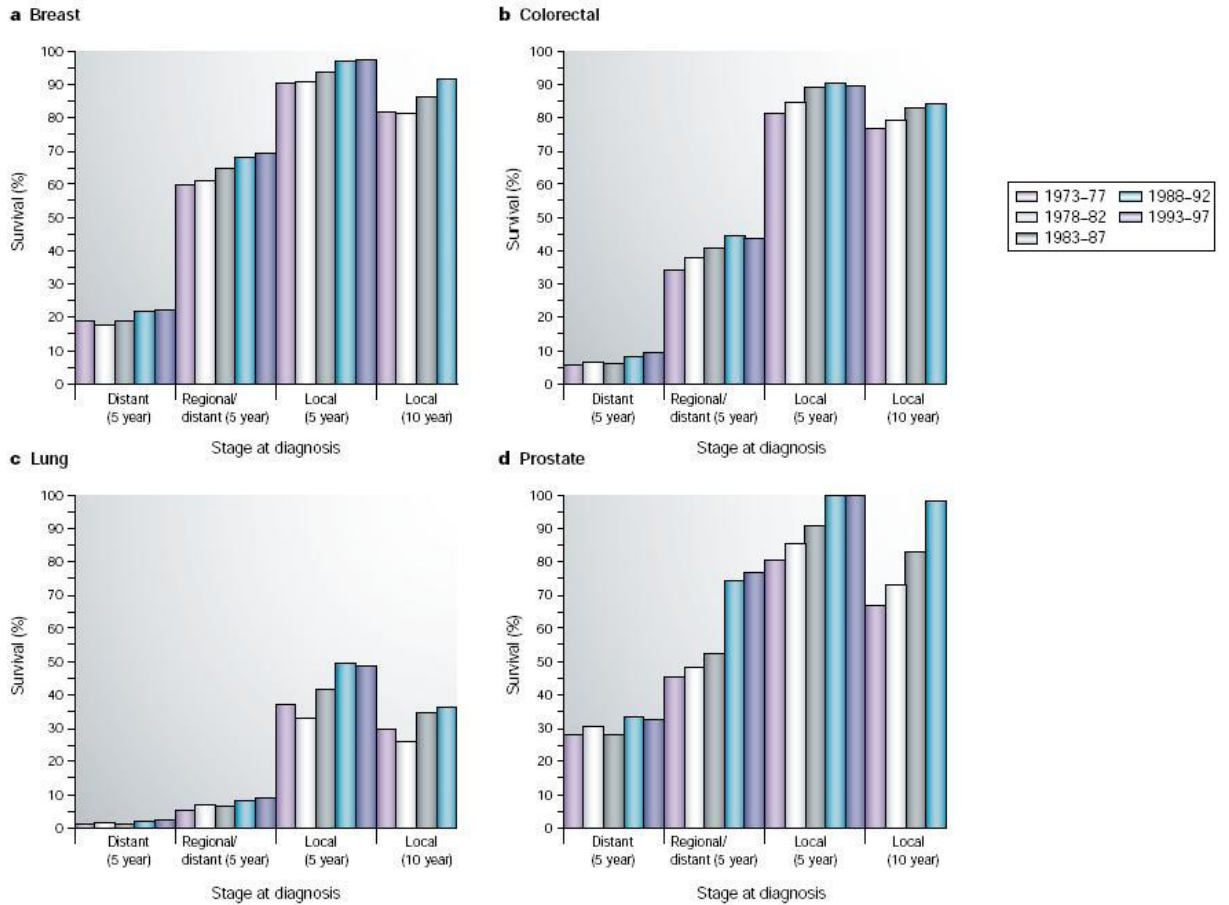 a Breast
100
90
80
70
60
50
40
30
20
10
0
Survival (%)
Distant
(5 year)
Regional/
distant (5 year)
Local
(5 year)
Local
(10 year)
Stage at diagnosis
b Colorectal
100
90
80
70
60
50
40
30
20
10
0
Survival (%)
Distant
(5 year)
Regional/
distant (5 year)
Local
(5 year)
Local
(10 year)
Stage at diagnosis
1973–77
1978–82
1983–87
1988–92
1993–97
c Lung
100
90
80
70
60
50
40
30
20
10
0
Survival (%)
Distant
(5 year)
Regional/
distant (5 year)
Local
(5 year)
Local
(10 year)
Stage at diagnosis
d Prostate
100
90
80
70
60
50
40
30
20
10
0
Survival (%)
Distant
(5 year)
Regional/
distant (5 year)
Local
(5 year)
Local
(10 year)
Stage at diagnosis